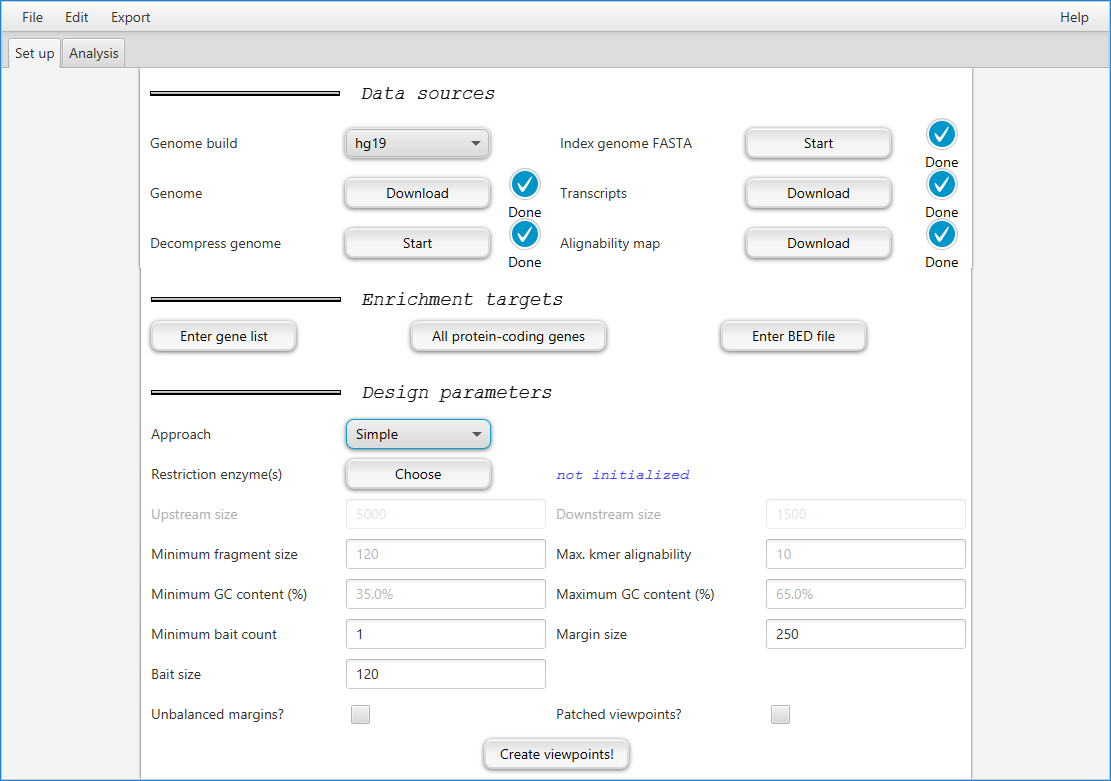 File Edit Export Help
Set up Analysis
Data sources
Genome build hg19 Index genome FASTA Start
Done
Genome Download Transcripts Download
Done Done
Decompress genome Start Alignability map Download
Done Done
Enrichment targets
Enter gene list All protein-coding genes Enter BED file
Design parameters
Approach Simple
Restriction enzyme(s) Choose not initialized
Upstream size 5000 Downstream size 1500
Minimum fragment size 120 Max. kmer alignability 10
Minimum GC content (%) 35.0% Maximum GC content (%) 65.0%
Minimum bait count 1 Margin size 250
Bait size 120
Unbalanced margins? Patched viewpoints?
Create viewpoints!